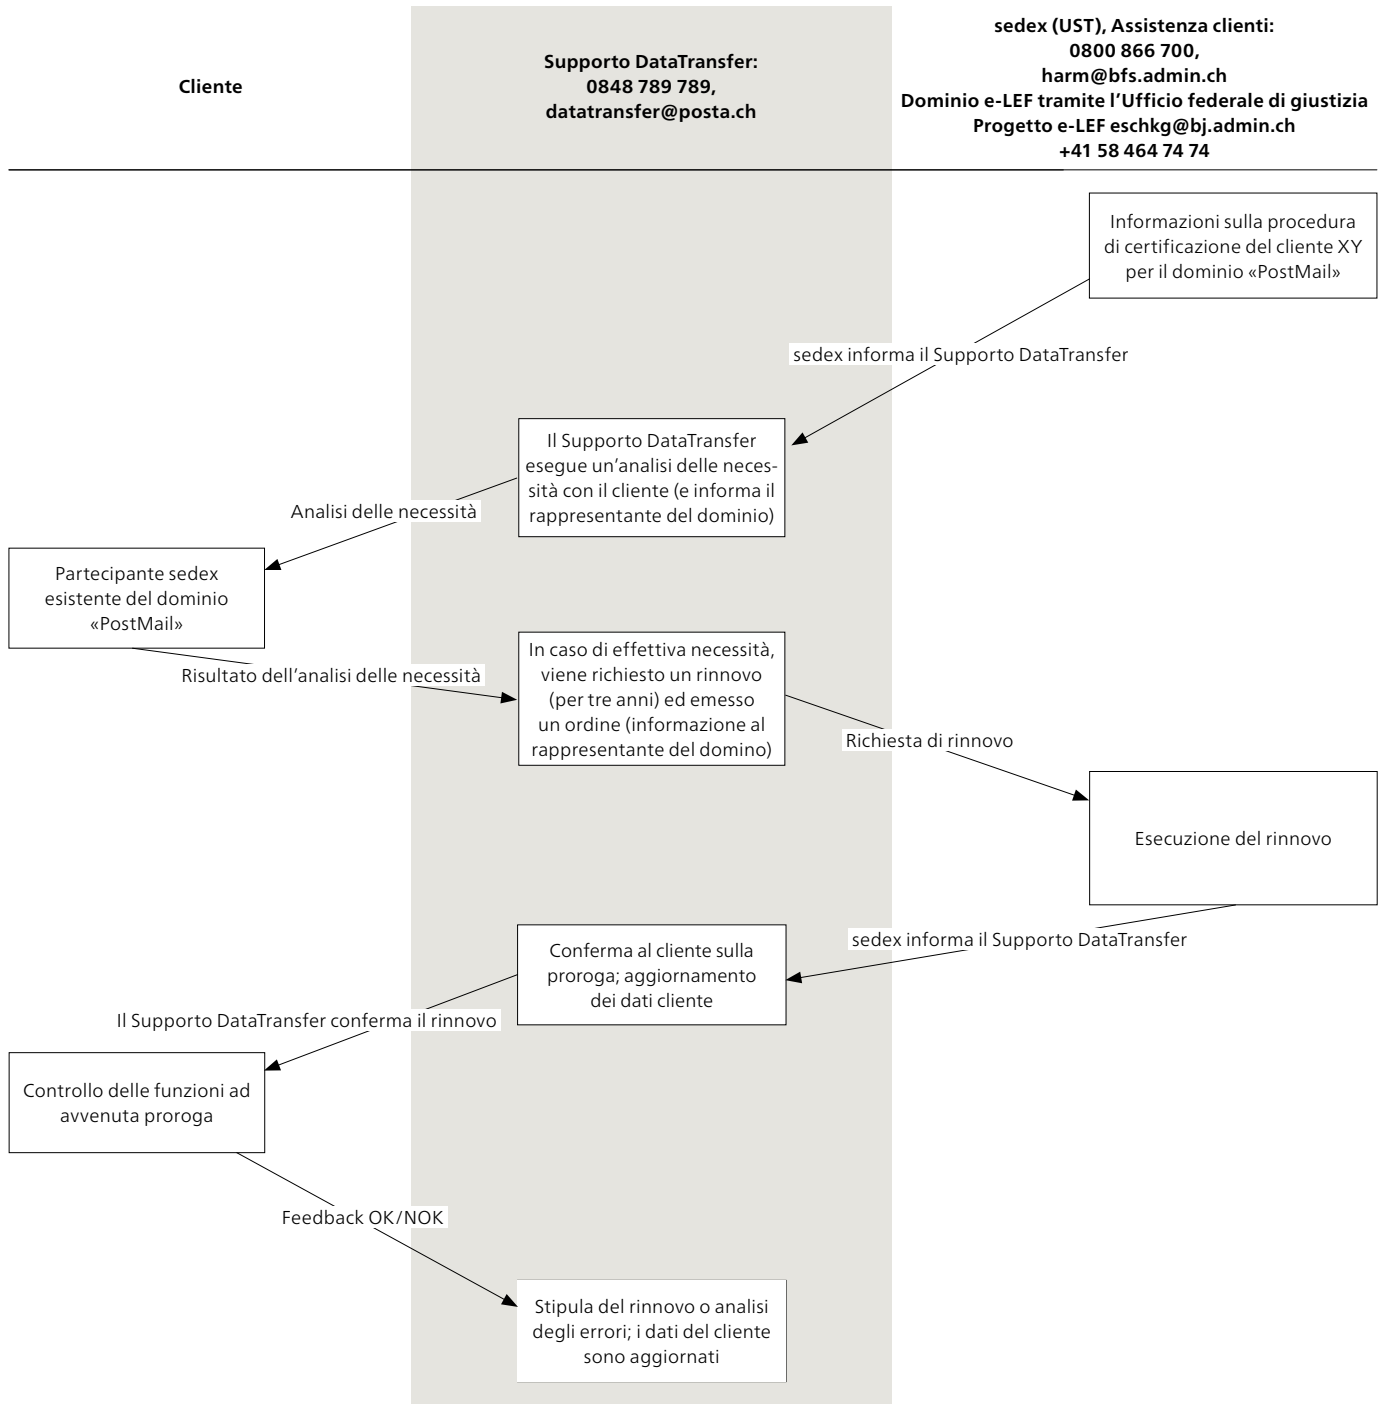 Cliente
Supporto DataTransfer:
0848 789 789,
datatransfer@posta.ch
sedex (UST), Assistenza clienti:
0800 866 700,
harm@bfs.admin.ch
Dominio e-LEF tramite l’Ufficio federale di giustizia
Progetto e-LEF eschkg@bj.admin.ch
+41 58 464 74 74
Informazioni sulla procedura
di certificazione del cliente XY
per il dominio «PostMail»
sedex informa il Supporto DataTransfer
Il Supporto DataTransfer
esegue un’analisi delle neces-
sità con il cliente (e informa il
rappresentante del dominio)
Analisi delle necessità
Partecipante sedex
esistente del dominio
«PostMail»
Risultato dell’analisi delle necessità
In caso di effettiva necessità,
viene richiesto un rinnovo
(per tre anni) ed emesso
un ordine (informazione al
rappresentante del domino)
Richiesta di rinnovo
Esecuzione del rinnovo
sedex informa il Supporto DataTransfer
Conferma al cliente sulla
proroga; aggiornamento
dei dati cliente
Il Supporto DataTransfer conferma il rinnovo
Controllo delle funzioni ad
avvenuta proroga
Feedback OK/NOK
Stipula del rinnovo o analisi
degli errori; i dati del cliente
sono aggiornati